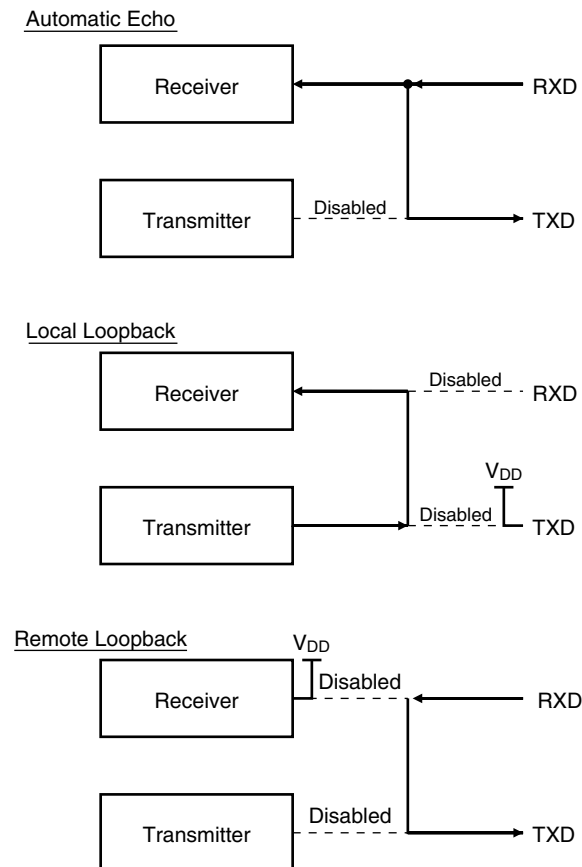 Automatic Echo
Receiver
RXD
Transmitter
Disabled
TXD
Local Loopback
Receiver
Disabled
RXD
VDD
Transmitter
Disabled
TXD
Remote Loopback
VDD
Receiver
Disabled
RXD
Transmitter
Disabled
TXD